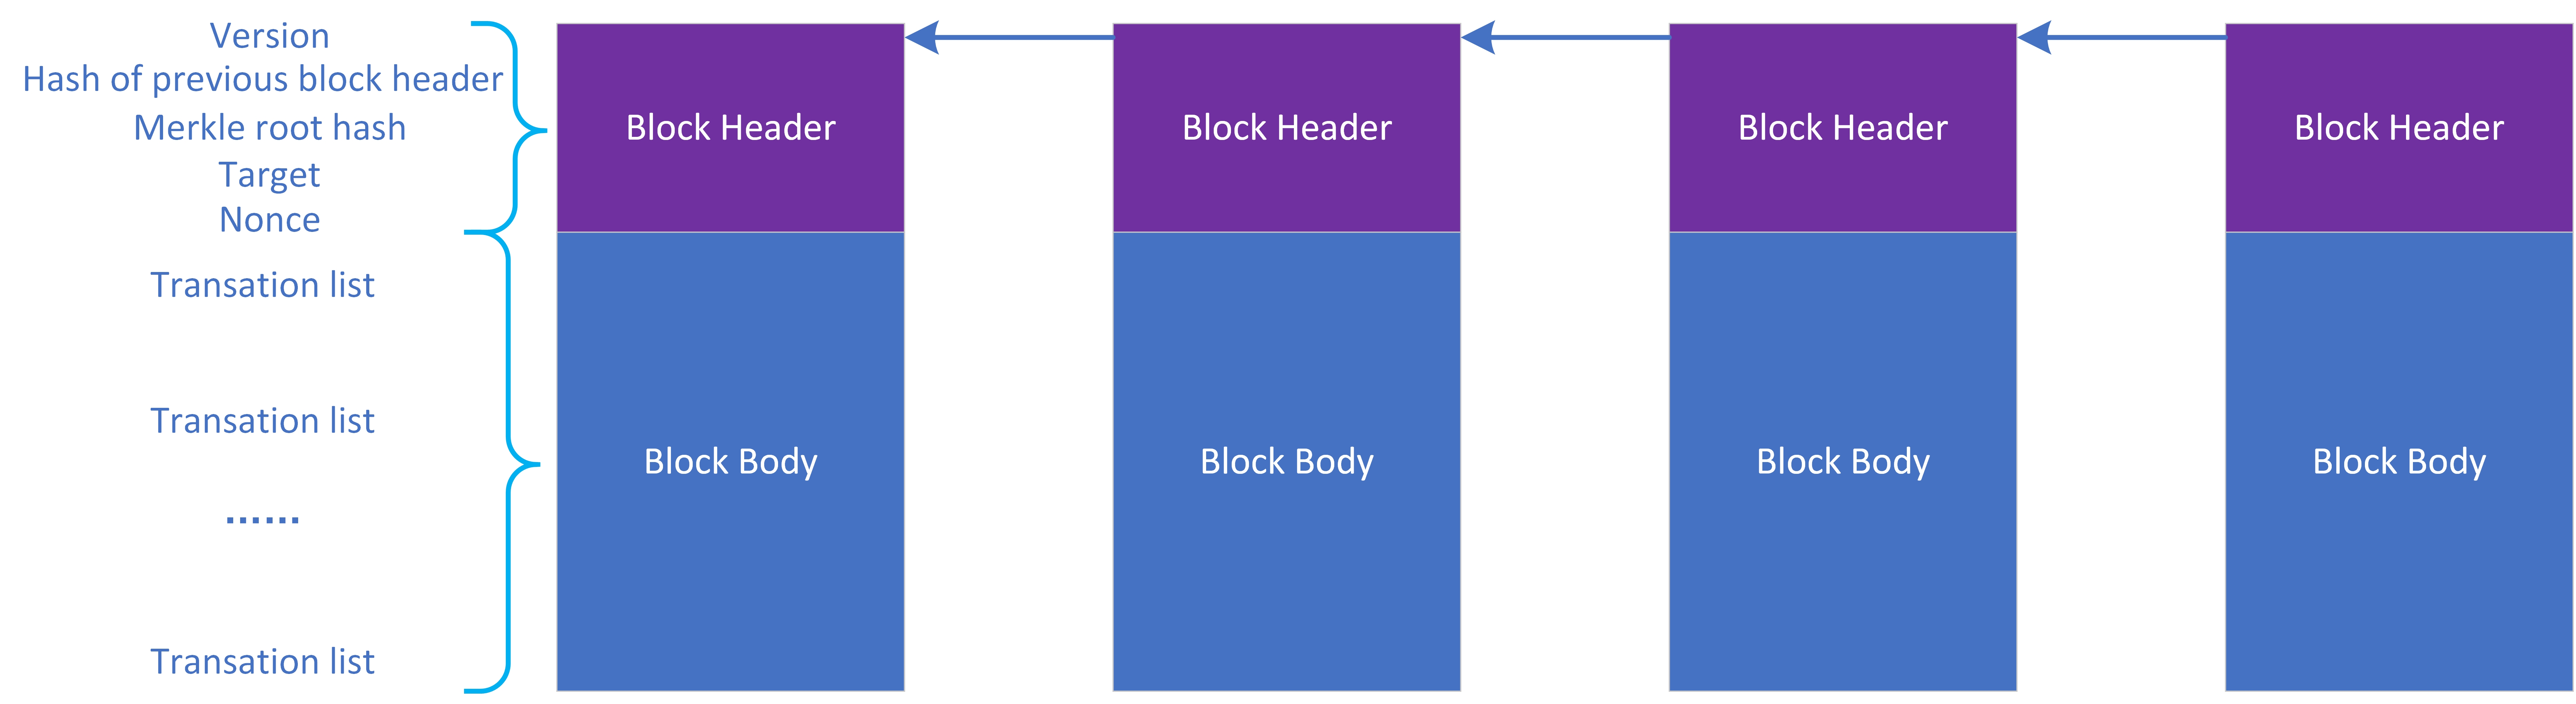 Version
Hash of previous block header
Merkle root hash
Target
Nonce
Transation list
Transation list
......
Transation list
Block Header
Block Body
Block Header
Block Body
Block Header
Block Body
Block Header
Block Body